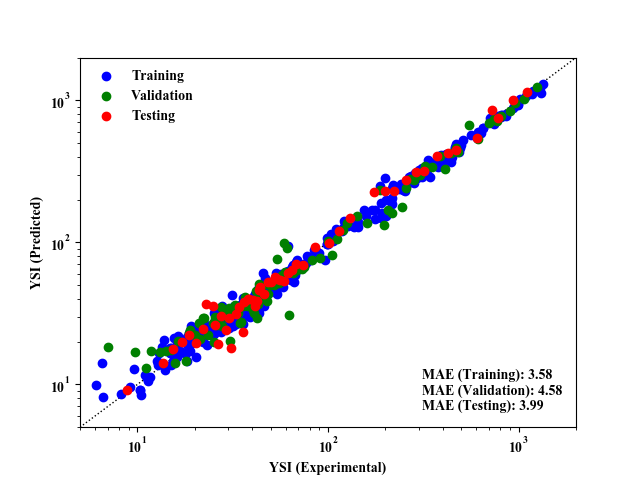 Training
Validation
Testing
10³
10²
10¹
YSI (Predicted)
MAE (Training): 3.58
MAE (Validation): 4.58
MAE (Testing): 3.99
10¹ 10² 10³
YSI (Experimental)